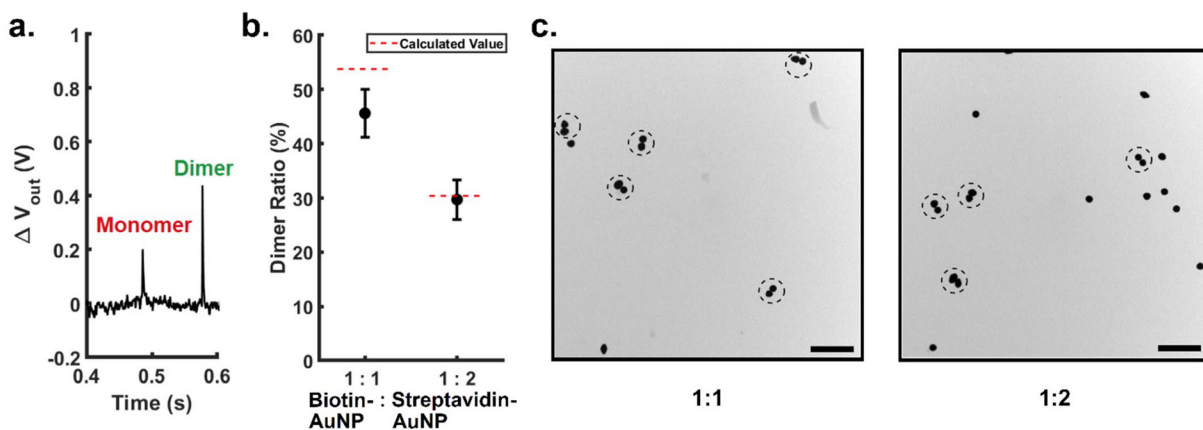 a.
Δ V_out (V)
1
0.8
0.6
0.4
0.2
0
-0.2
Monomer
Dimer
0.4 0.5 0.6
Time (s)
b.
Calculated Value
Dimer Ratio (%)
60
50
40
30
20
10
0
1 : 1 1 : 2
Biotin- : Streptavidin-
AuNP AuNP
c.
1:1
1:2